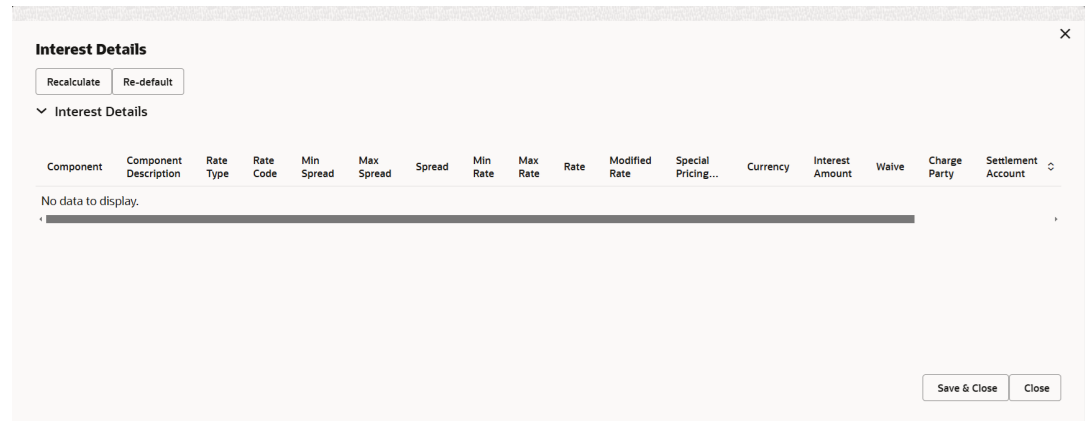 Interest Details
Recalculate Re-default
Interest Details
Component Component Description Rate Type Rate Code Min Spread Max Spread Spread Min Rate Max Rate Rate Modified Rate Special Pricing... Currency Interest Amount Waive Charge Party Settlement Account
No data to display.
Save & Close Close